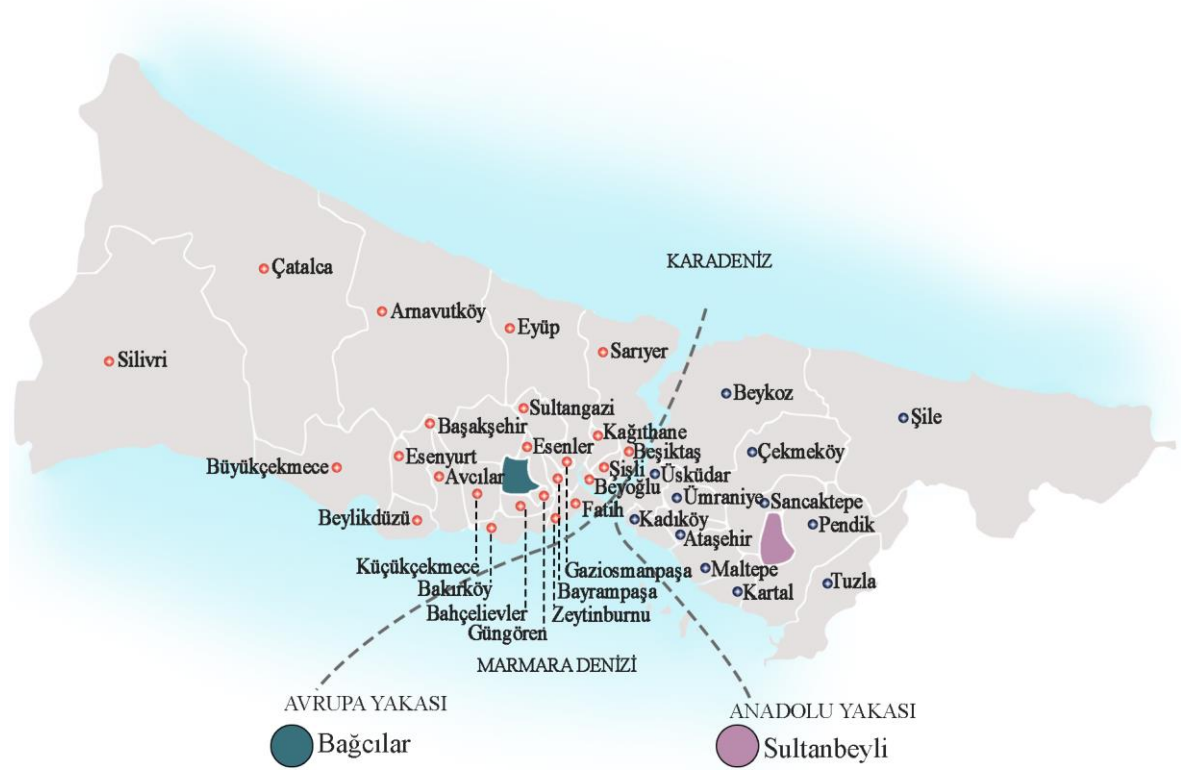 KARADENİZ
Çatalca
Arnavutköy
Eyüp
Sarıyer
Silivri
Beykoz
Şile
Sultangazi
Başakşehir
Kağıthane
Esenler
Beşiktaş
Çekmeköy
Esenyurt
Büyükçekmece
Şişli
Avcılar
Üsküdar
Beyoğlu
Ümraniye
Sancaktepe
Fatih
Beylikdüzü
Kadıköy
Pendik
Ataşehir
Küçükçekmece
Gaziosmanpaşa
Maltepe
Tuzla
Bakırköy
Bayrampaşa
Kartal
Bahçelievler
Zeytinburnu
Güngören
MARMARA DENİZİ
AVRUPA YAKASI
ANADOLU YAKASI
Bağcılar
Sultanbeyli